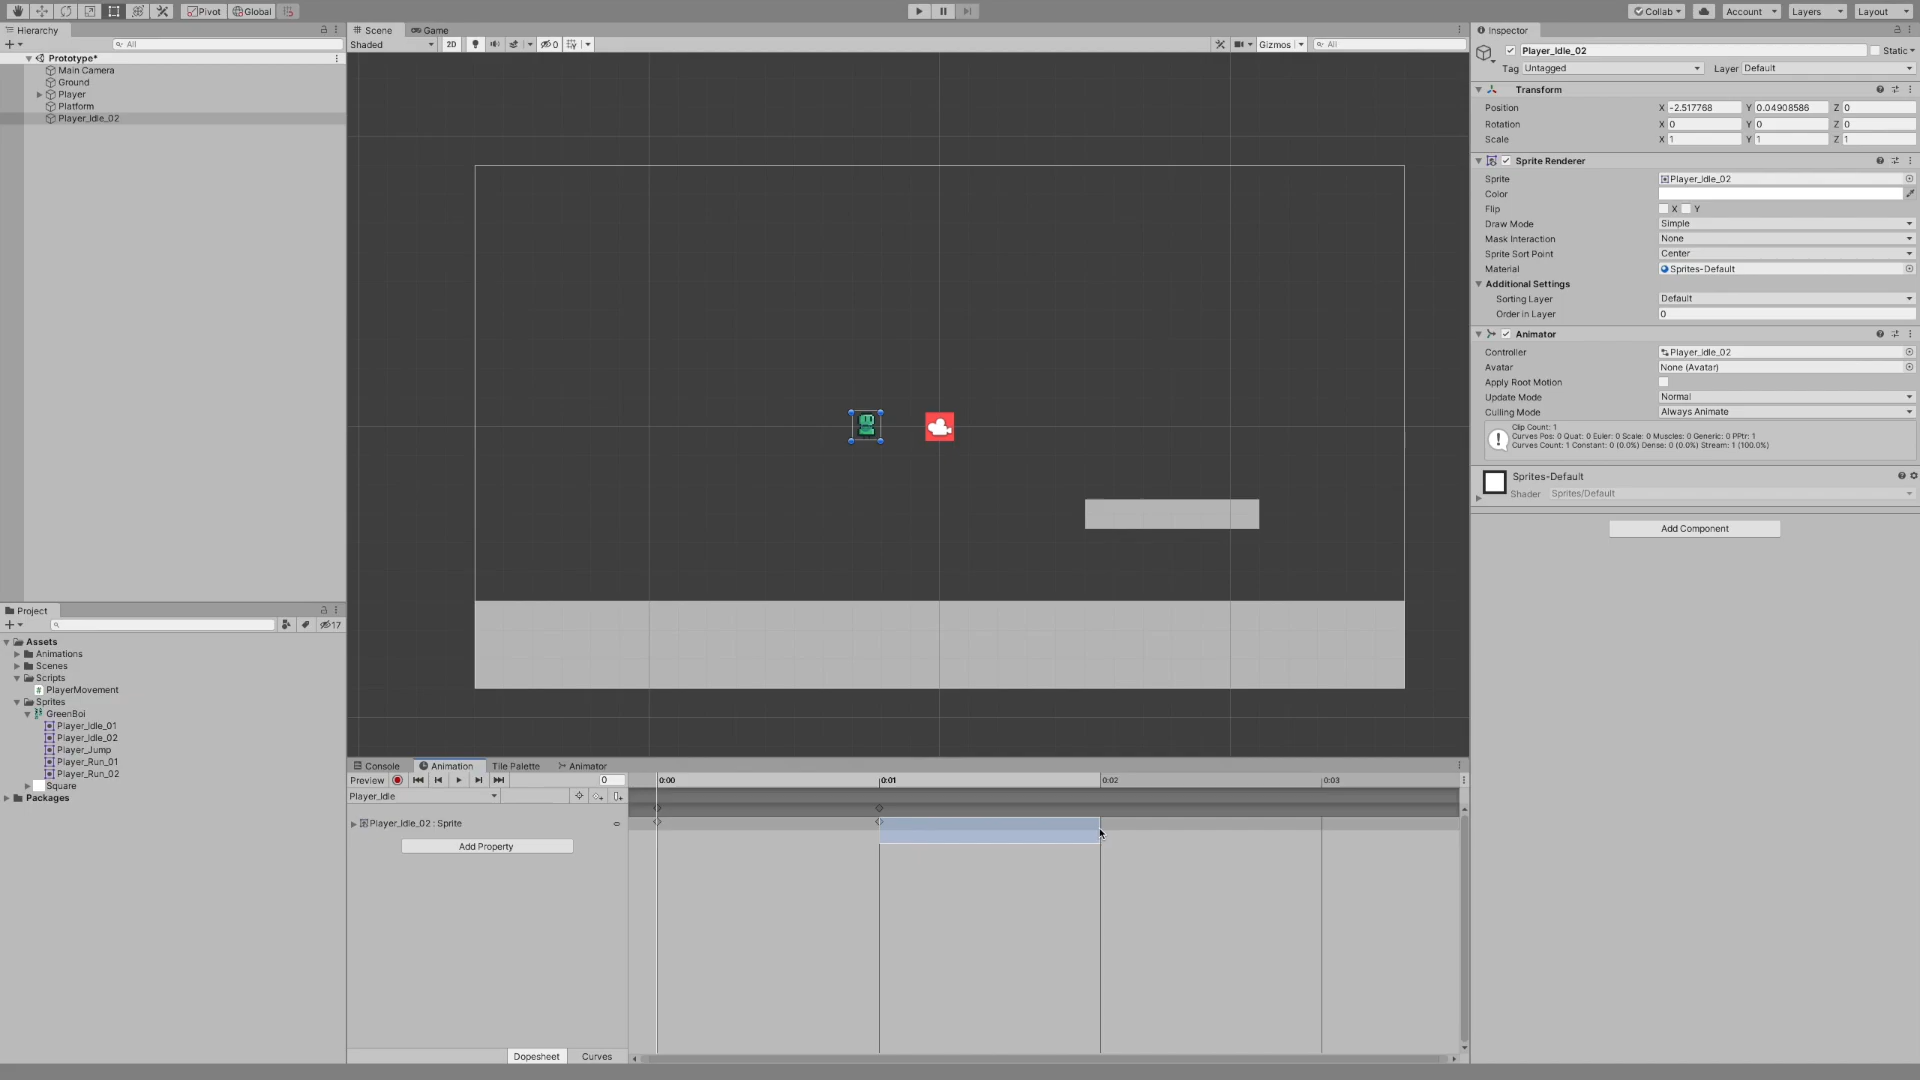 Pivot Global
Collab Account Layers Layout
Hierarchy
All
Prototype*
Main Camera
Ground
Player
Platform
Player_Idle_02
Project
17
Assets
Animations
Scenes
Scripts
PlayerMovement
Sprites
GreenBoi
Player_Idle_01
Player_Idle_02
Player_Jump
Player_Run_01
Player_Run_02
Square
Packages
Scene Game
Shaded 2D 0 Gizmos All
Console Animation Tile Palette Animator
Preview 0 0:00 0:01 0:02 0:03
Player_Idle
Player_Idle_02 : Sprite
Add Property
Dopesheet Curves
Inspector
Player_Idle_02 Static
Tag Untagged Layer Default
Transform
Position X -2.517768 Y 0.04908586 Z 0
Rotation X 0 Y 0 Z 0
Scale X 1 Y 1 Z 1
Sprite Renderer
Sprite Player_Idle_02
Color
Flip X Y
Draw Mode Simple
Mask Interaction None
Sprite Sort Point Center
Material Sprites-Default
Additional Settings
Sorting Layer Default
Order in Layer 0
Animator
Controller Player_Idle_02
Avatar None (Avatar)
Apply Root Motion
Update Mode Normal
Culling Mode Always Animate
Clip Count: 1
Curves Pos: 0 Quat: 0 Euler: 0 Scale: 0 Muscles: 0 Generic: 0 PPtr: 1
Curves Count: 1 Constant: 0 (0.0%) Dense: 0 (0.0%) Stream: 1 (100.0%)
Sprites-Default
Shader Sprites/Default
Add Component